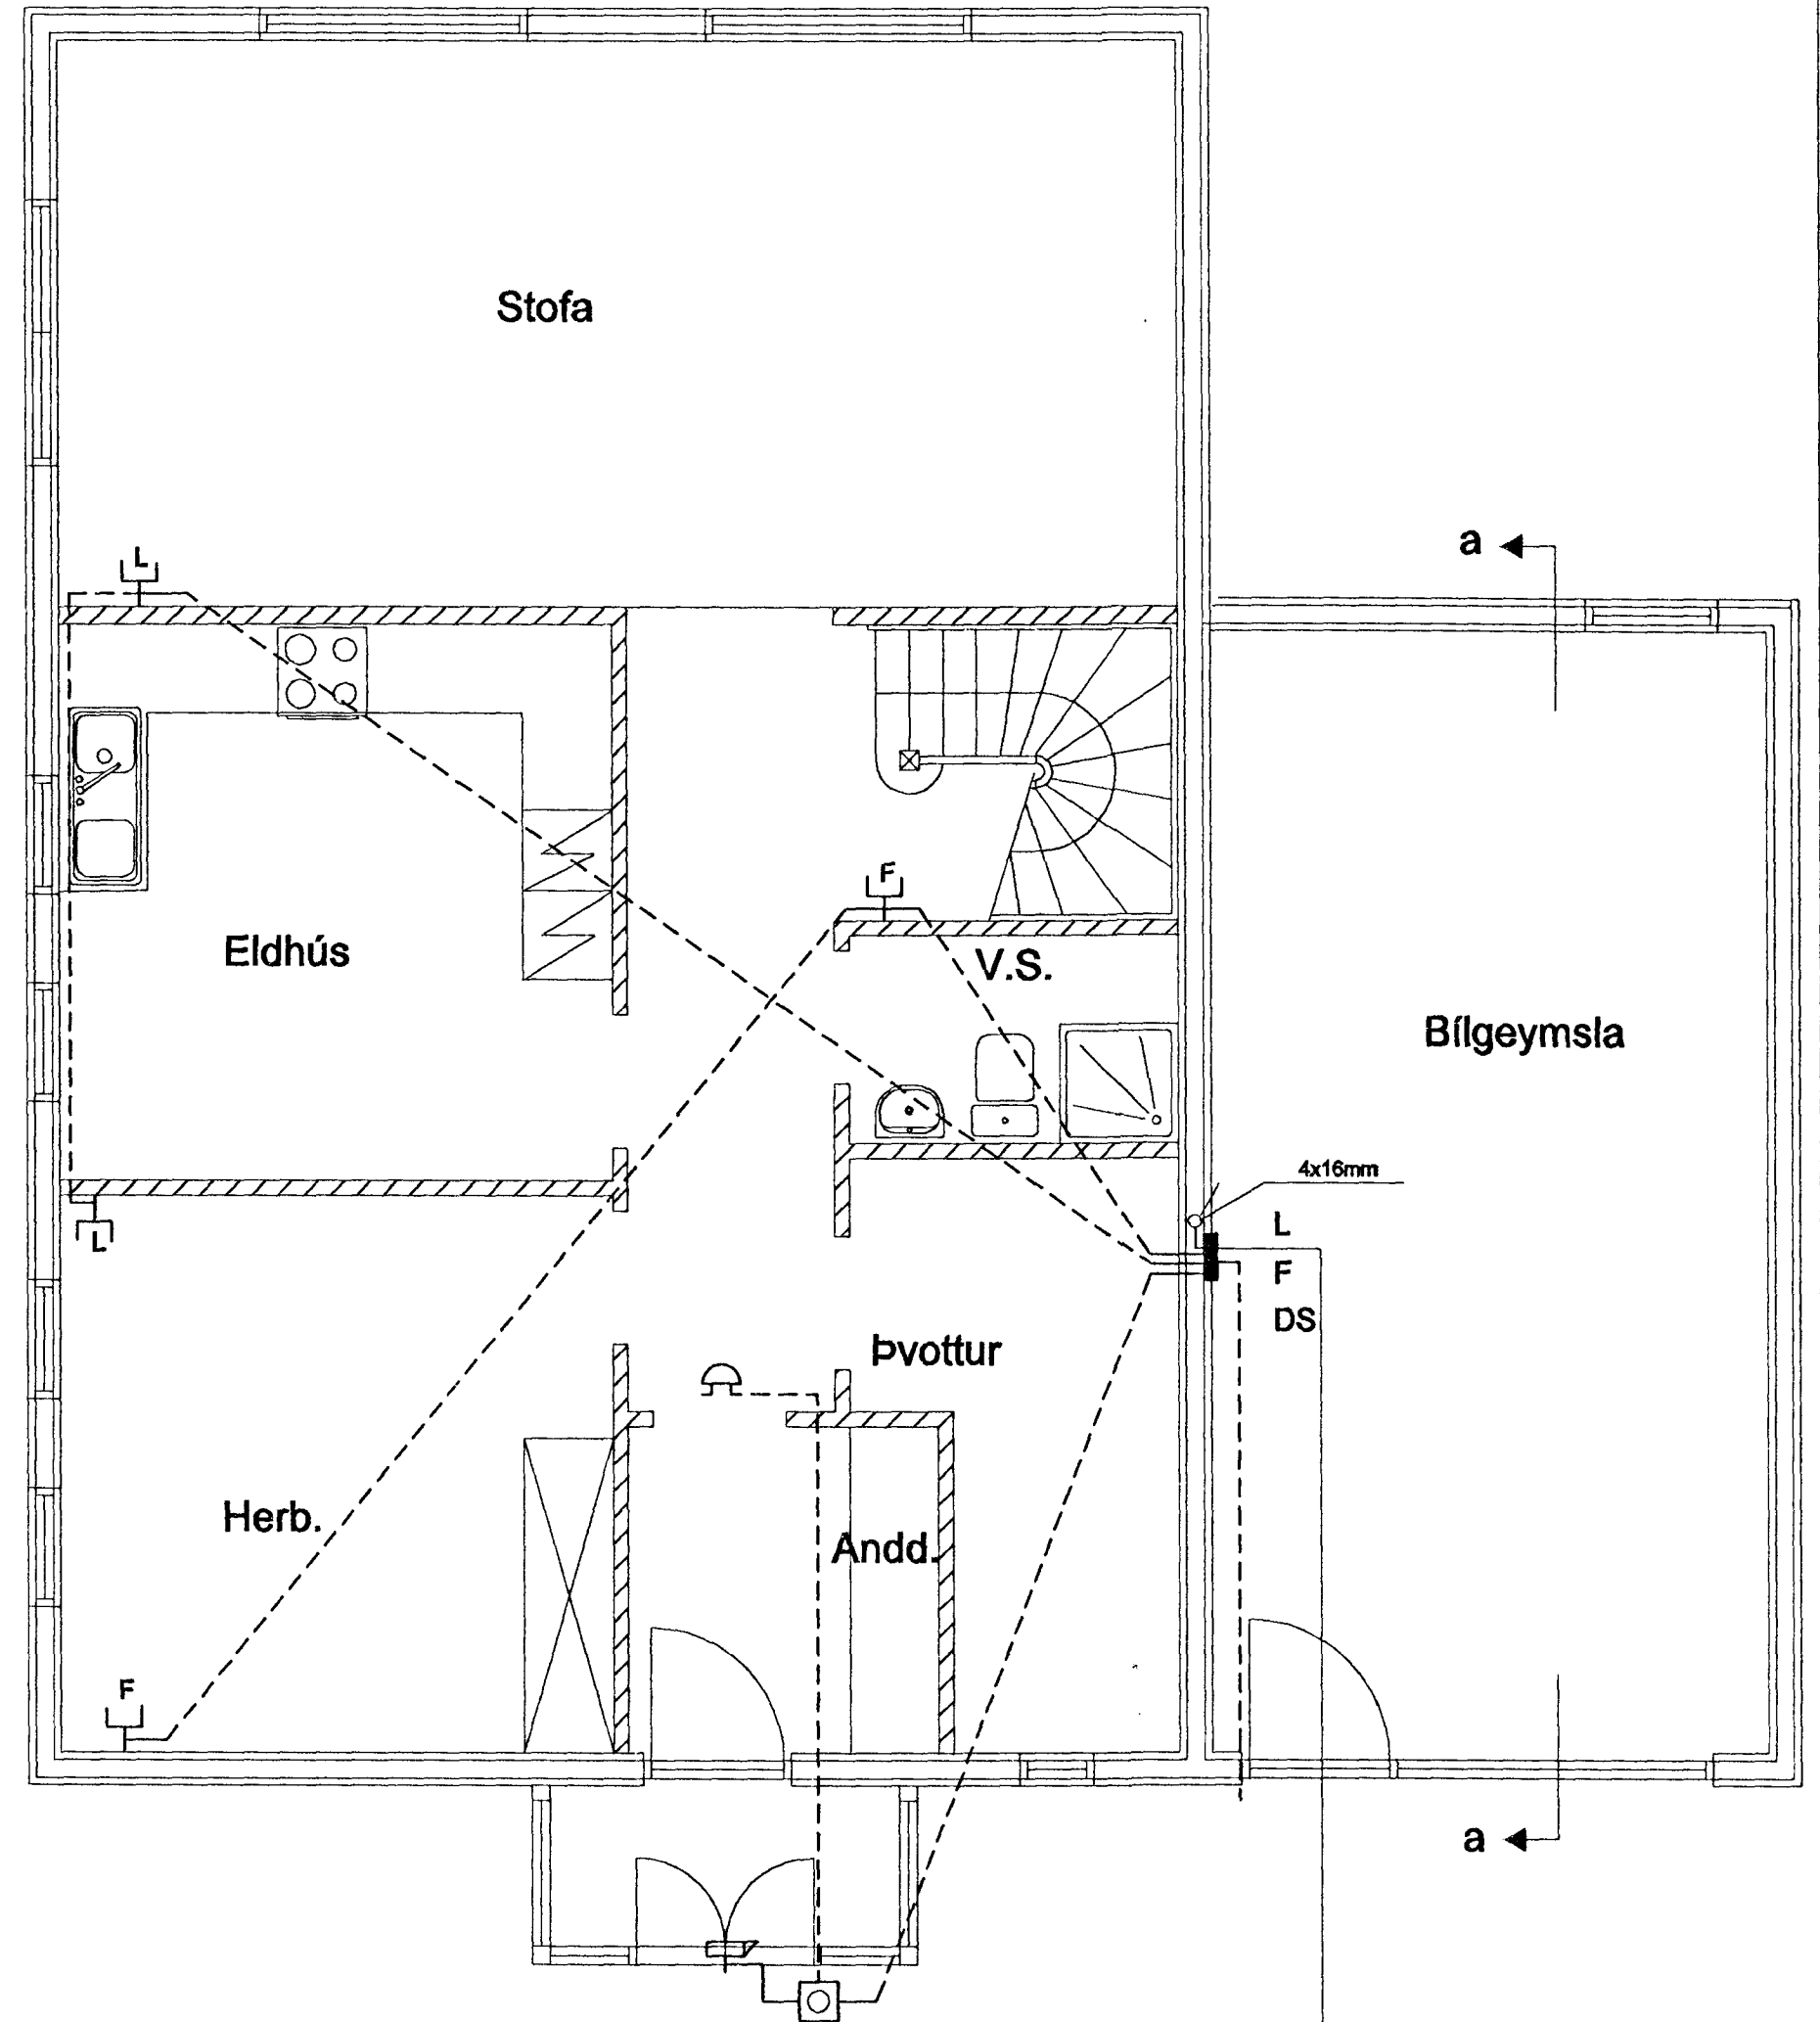 Stofa
L
a
F
Eldhús
V.S.
Bílgeymsla
4x16mm
L
L
F
DS
Þvottur
Herb.
Andd.
F
a